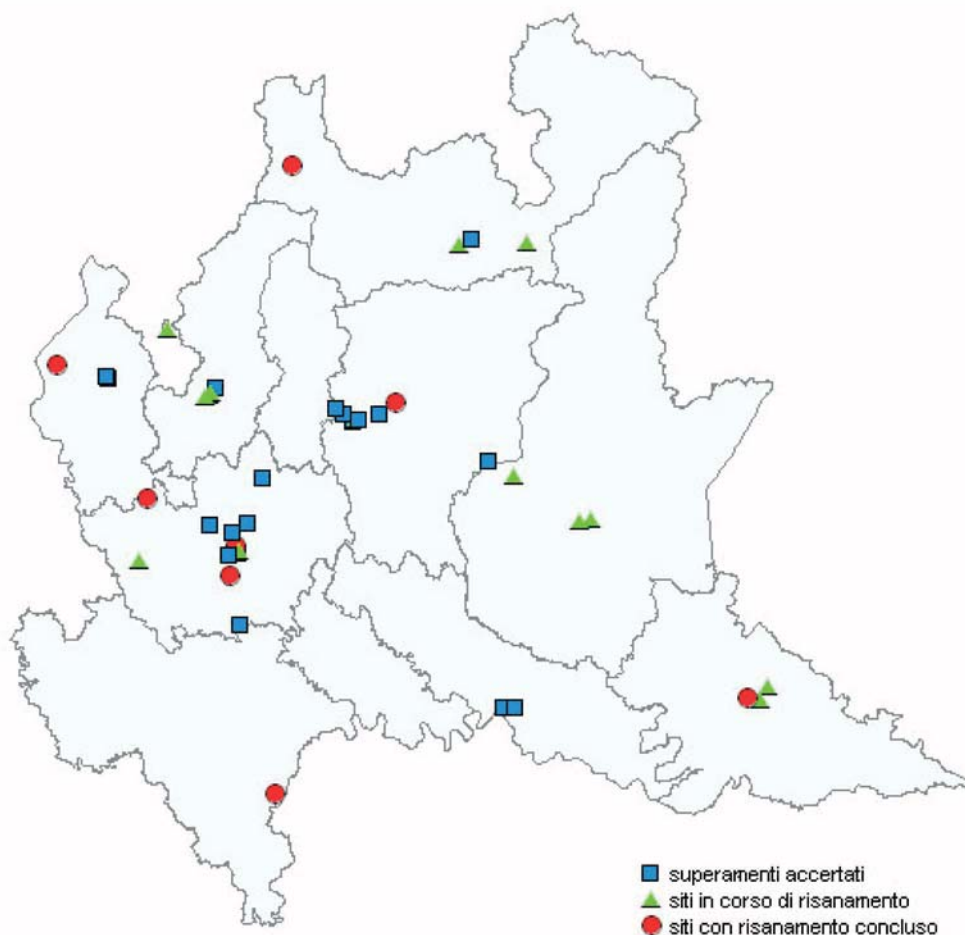 superamenti accertati
siti in corso di risanamento
siti con risanamento concluso